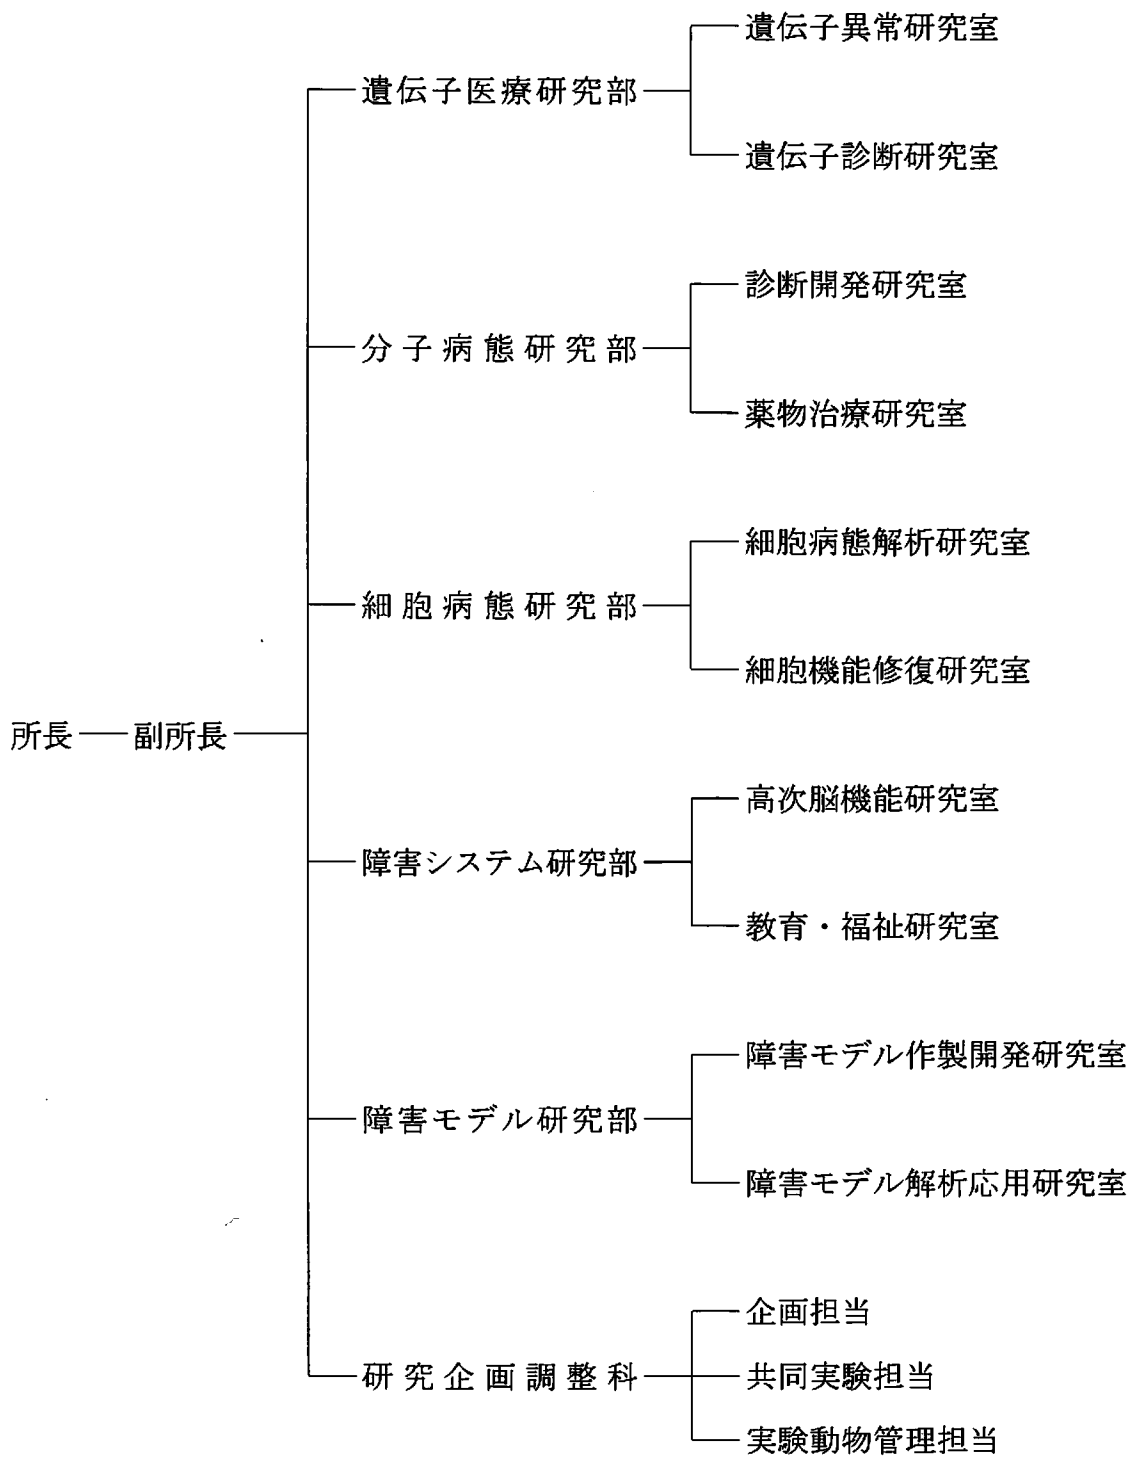 所長
副所長
遺伝子医療研究部
遺伝子異常研究室
遺伝子診断研究室
分子病態研究部
診断開発研究室
薬物治療研究室
細胞病態研究部
細胞病態解析研究室
細胞機能修復研究室
障害システム研究部
高次脳機能研究室
教育・福祉研究室
障害モデル研究部
障害モデル作製開発研究室
障害モデル解析応用研究室
研究企画調整科
企画担当
共同実験担当
実験動物管理担当